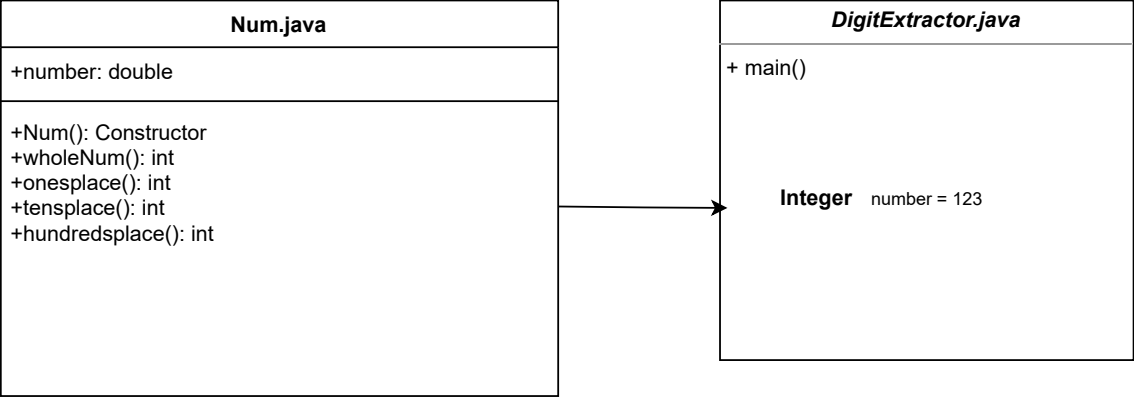 Num.java
+number: double
+Num(): Constructor
+wholeNum(): int
+onesplace(): int
+tensplace(): int
+hundredsplace(): int
DigitExtractor.java
+ main()
Integer number = 123